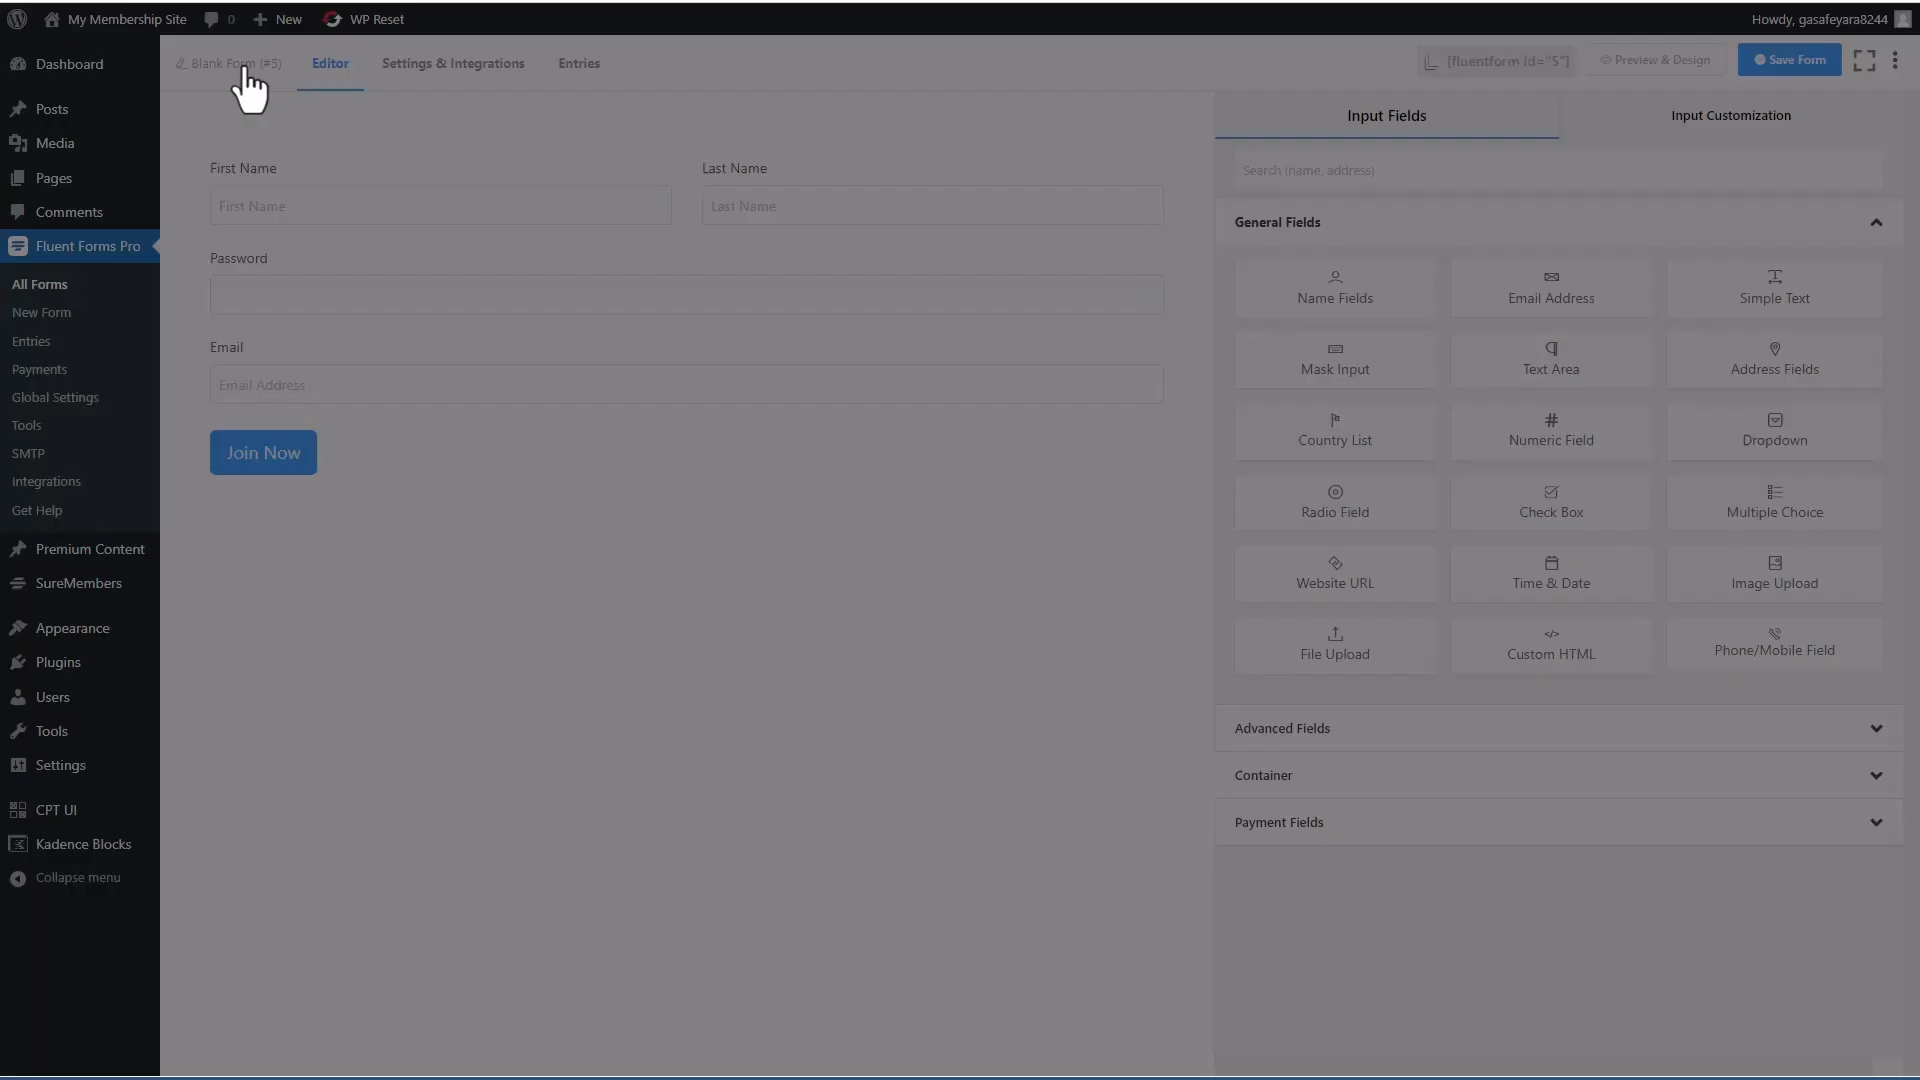 My Membership Site
0
New
WP Reset
Howdy, gasafeyara8244
Dashboard
Posts
Media
Pages
Comments
Fluent Forms Pro
All Forms
New Form
Entries
Payments
Global Settings
Tools
SMTP
Integrations
Get Help
Premium Content
SureMembers
Appearance
Plugins
Users
Tools
Settings
CPT UI
Kadence Blocks
Collapse menu
Blank Form (#5)
Editor
Settings & Integrations
Entries
[fluentform id="5"]
Preview & Design
Save Form
First Name
Last Name
First Name
Last Name
Password
Email
Email Address
Join Now
Input Fields
Input Customization
Search (name, address)
General Fields
Name Fields
Email Address
Simple Text
Mask Input
Text Area
Address Fields
Country List
Numeric Field
Dropdown
Radio Field
Check Box
Multiple Choice
Website URL
Time & Date
Image Upload
File Upload
Custom HTML
Phone/Mobile Field
Advanced Fields
Container
Payment Fields